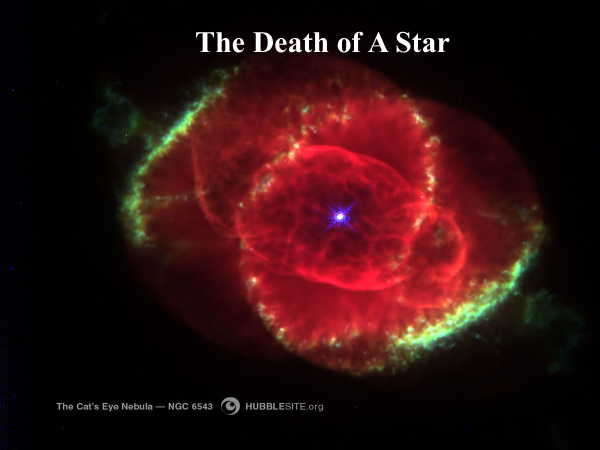 The Death of A Star
The Cat's Eye Nebula — NGC 6543 HUBBLESITE.org